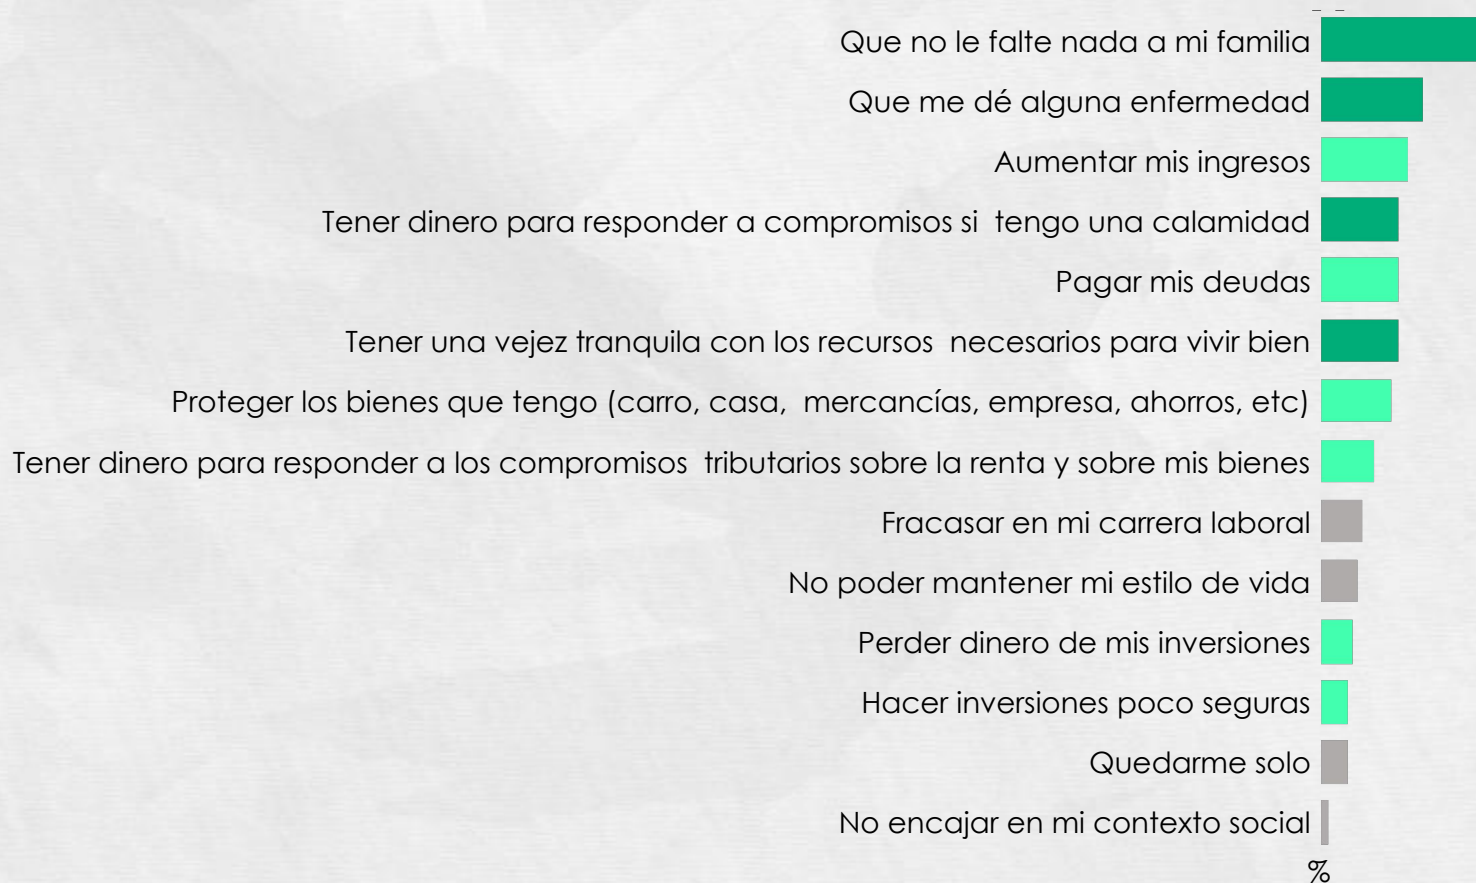 Que no le falte nada a mi familia
Que me dé alguna enfermedad
Aumentar mis ingresos
Tener dinero para responder a compromisos si tengo una calamidad
Pagar mis deudas
Tener una vejez tranquila con los recursos necesarios para vivir bien
Proteger los bienes que tengo (carro, casa, mercancías, empresa, ahorros, etc)
Tener dinero para responder a los compromisos tributarios sobre la renta y sobre mis bienes
Fracasar en mi carrera laboral
No poder mantener mi estilo de vida
Perder dinero de mis inversiones
Hacer inversiones poco seguras
Quedarme solo
No encajar en mi contexto social
%